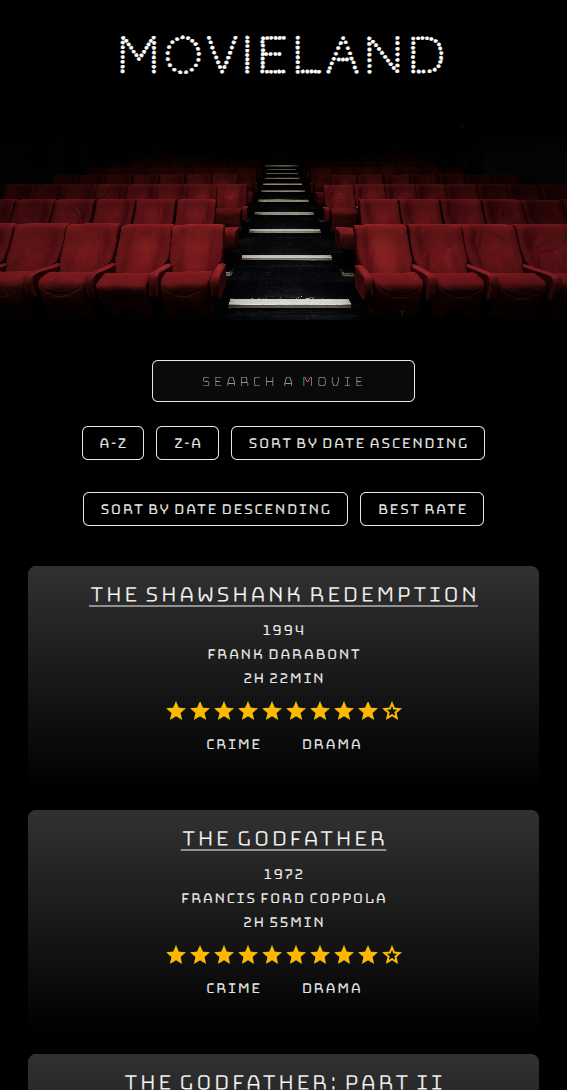 MOVIELAND
SEARCH A MOVIE
A-Z Z-A SORT BY DATE ASCENDING
SORT BY DATE DESCENDING BEST RATE
THE SHAWSHANK REDEMPTION
1994
FRANK DARABONT
2H 22MIN
CRIME DRAMA
THE GODFATHER
1972
FRANCIS FORD COPPOLA
2H 55MIN
CRIME DRAMA
THE GODFATHER: PART II